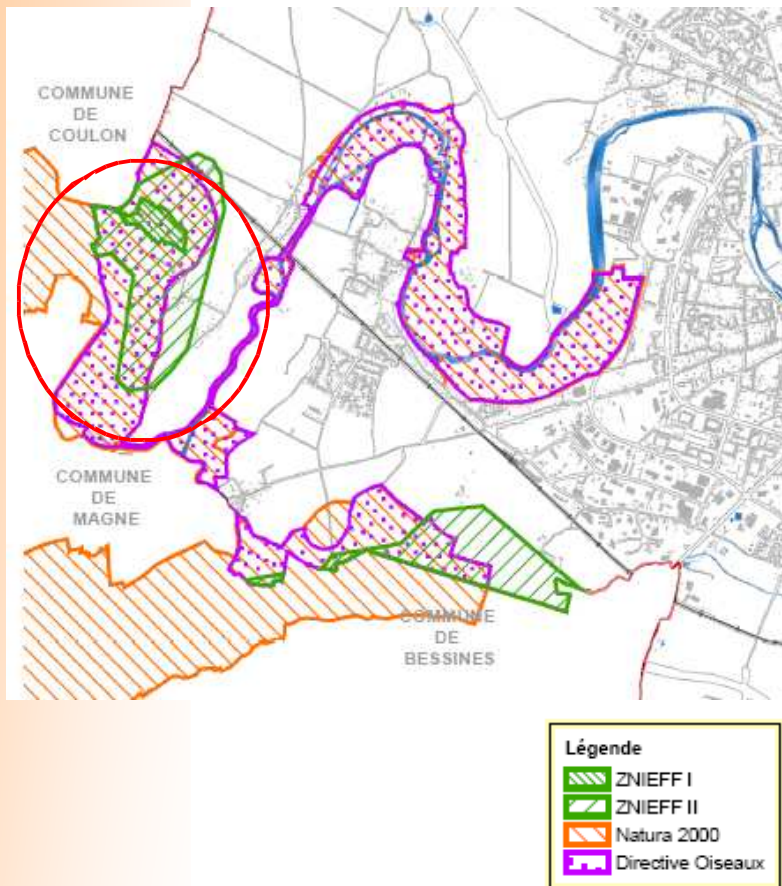 COMMUNE
DE
COULON
COMMUNE
DE
MAGNE
COMMUNE
DE
BESSINES
Légende
ZNIEFF I
ZNIEFF II
Natura 2000
Directive Oiseaux